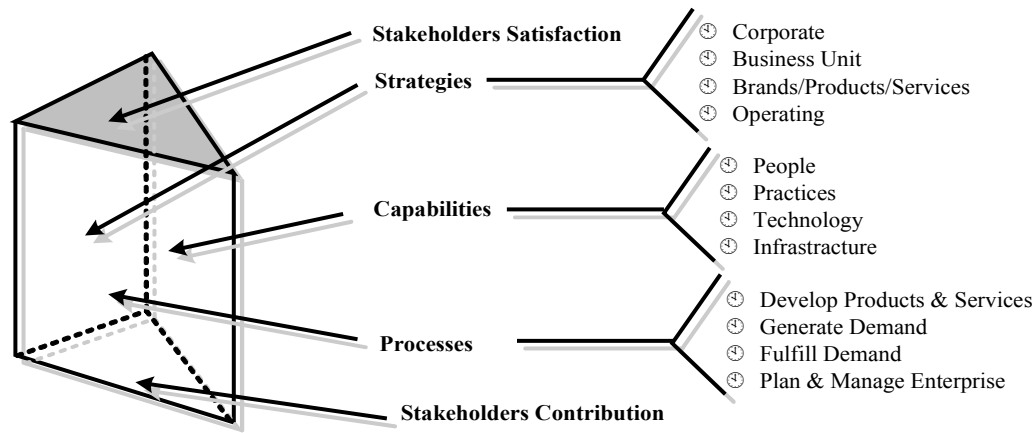 Stakeholders Satisfaction
Strategies
Corporate
Business Unit
Brands/Products/Services
Operating
Capabilities
People
Practices
Technology
Infrastracture
Processes
Develop Products & Services
Generate Demand
Fulfill Demand
Plan & Manage Enterprise
Stakeholders Contribution